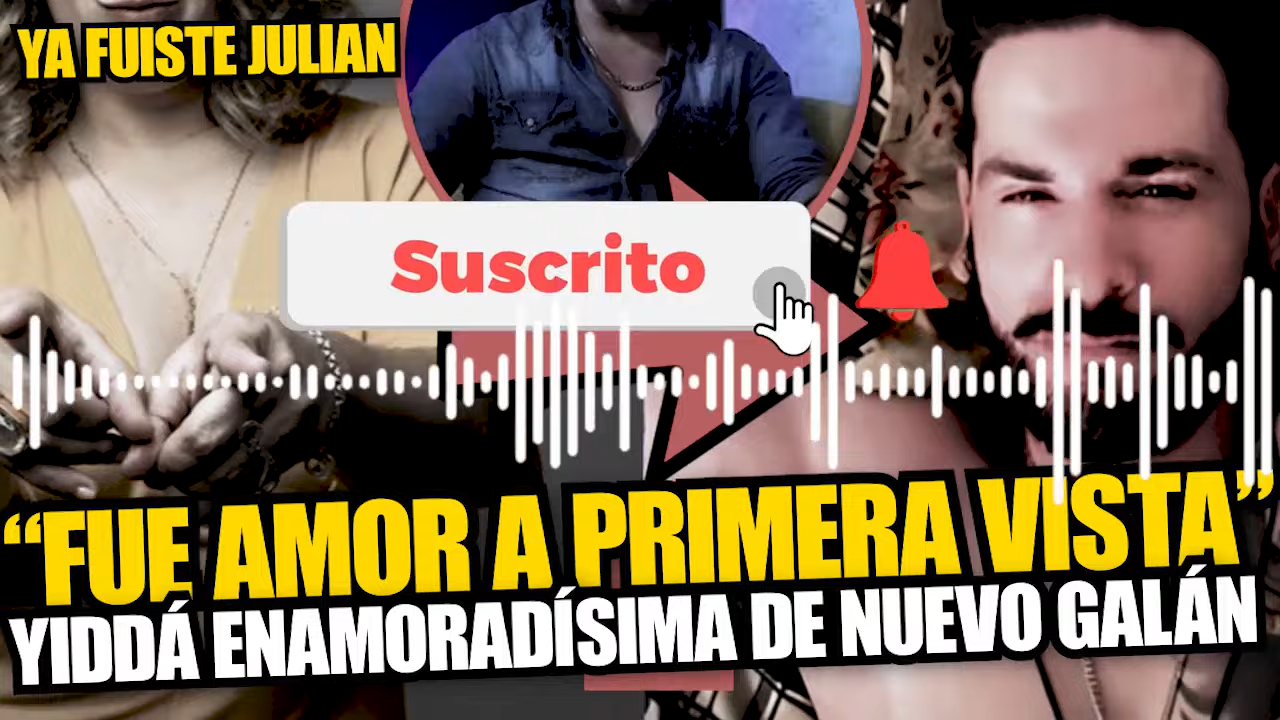 YA FUISTE JULIAN
Suscrito
“FUE AMOR A PRIMERA VISTA”
YIDDÁ ENAMORADÍSIMA DE NUEVO GALÁN